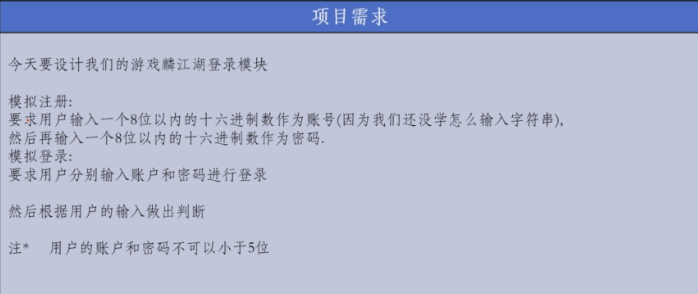 项目需求
今天要设计我们的游戏麟江湖登录模块
模拟注册:
要求用户输入一个8位以内的十六进制数作为账号(因为我们还没学怎么输入字符串),
然后再输入一个8位以内的十六进制数作为密码.
模拟登录:
要求用户分别输入账户和密码进行登录
然后根据用户的输入做出判断
注* 用户的账户和密码不可以小于5位